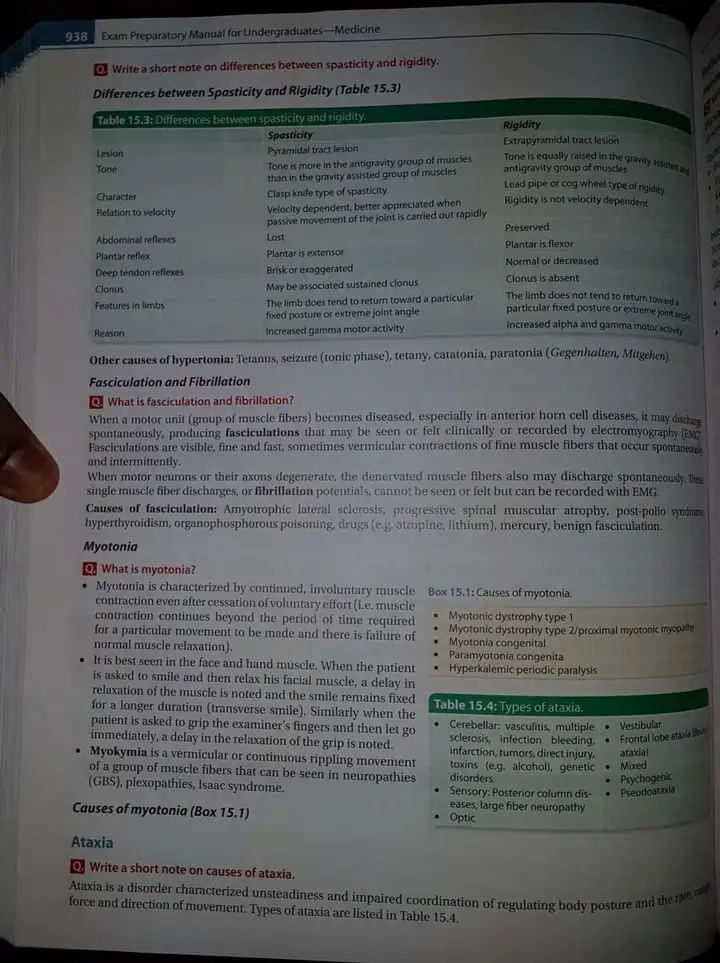 938 Exam Preparatory Manual for Undergraduates—Medicine
Q. Write a short note on differences between spasticity and rigidity.
Differences between Spasticity and Rigidity (Table 15.3)
Table 15.3: Differences between spasticity and rigidity.
Spasticity Rigidity
Lesion Pyramidal tract lesion Extrapyramidal tract lesion
Tone Tone is more in the antigravity group of muscles Tone is equally raised in the gravity assisted and
than in the gravity assisted group of muscles antigravity group of muscles
Character Clasp knife type of spasticity Lead pipe or cog wheel type of rigidity
Relation to velocity Velocity dependent, better appreciated when Rigidity is not velocity dependent
passive movement of the joint is carried out rapidly
Abdominal reflexes Lost Preserved
Plantar reflex Plantar is extensor Plantar is flexor
Deep tendon reflexes Brisk or exaggerated Normal or decreased
Clonus May be associated sustained clonus Clonus is absent
Features in limbs The limb does tend to return toward a particular The limb does not tend to return toward a
fixed posture or extreme joint angle particular fixed posture or extreme joint angle
Reason Increased gamma motor activity Increased alpha and gamma motor activity
Other causes of hypertonia: Tetanus, seizure (tonic phase), tetany, catatonia, paratonia (Gegenhalten, Mitgehen).
Fasciculation and Fibrillation
Q. What is fasciculation and fibrillation?
When a motor unit (group of muscle fibers) becomes diseased, especially in anterior horn cell diseases, it may discharge
spontaneously, producing fasciculations that may be seen or felt clinically or recorded by electromyography (EMG).
Fasciculations are visible, fine and fast, sometimes vermicular contractions of fine muscle fibers that occur spontaneously
and intermittently.
When motor neurons or their axons degenerate, the denervated muscle fibers also may discharge spontaneously. These
single muscle fiber discharges, or fibrillation potentials, cannot be seen or felt but can be recorded with EMG.
Causes of fasciculation: Amyotrophic lateral sclerosis, progressive spinal muscular atrophy, post-polio syndrome,
hyperthyroidism, organophosphorous poisoning, drugs (e.g. atropine, lithium), mercury, benign fasciculation.
Myotonia
Q. What is myotonia?
• Myotonia is characterized by continued, involuntary muscle
contraction even after cessation of voluntary effort (i.e. muscle
contraction continues beyond the period of time required
for a particular movement to be made and there is failure of
normal muscle relaxation).
• It is best seen in the face and hand muscle. When the patient
is asked to smile and then relax his facial muscle, a delay in
relaxation of the muscle is noted and the smile remains fixed
for a longer duration (transverse smile). Similarly when the
patient is asked to grip the examiner's fingers and then let go
immediately, a delay in the relaxation of the grip is noted.
• Myokymia is a vermicular or continuous rippling movement
of a group of muscle fibers that can be seen in neuropathies
(GBS), plexopathies, Isaac syndrome.
Causes of myotonia (Box 15.1)
Box 15.1: Causes of myotonia.
• Myotonic dystrophy type 1
• Myotonic dystrophy type 2/proximal myotonic myopathy
• Myotonia congenital
• Paramyotonia congenita
• Hyperkalemic periodic paralysis
Table 15.4: Types of ataxia.
• Cerebellar: vasculitis, multiple
sclerosis, infection bleeding,
infarction, tumors, direct injury,
toxins (e.g. alcohol), genetic
disorders
• Sensory: Posterior column dis-
eases, large fiber neuropathy
• Optic
• Vestibular
• Frontal lobe ataxia
ataxia)
• Mixed
• Psychogenic
• Pseudoataxia
Ataxia
Q. Write a short note on causes of ataxia.
Ataxia is a disorder characterized unsteadiness and impaired coordination of regulating body posture and the rate, range,
force and direction of movement. Types of ataxia are listed in Table 15.4.